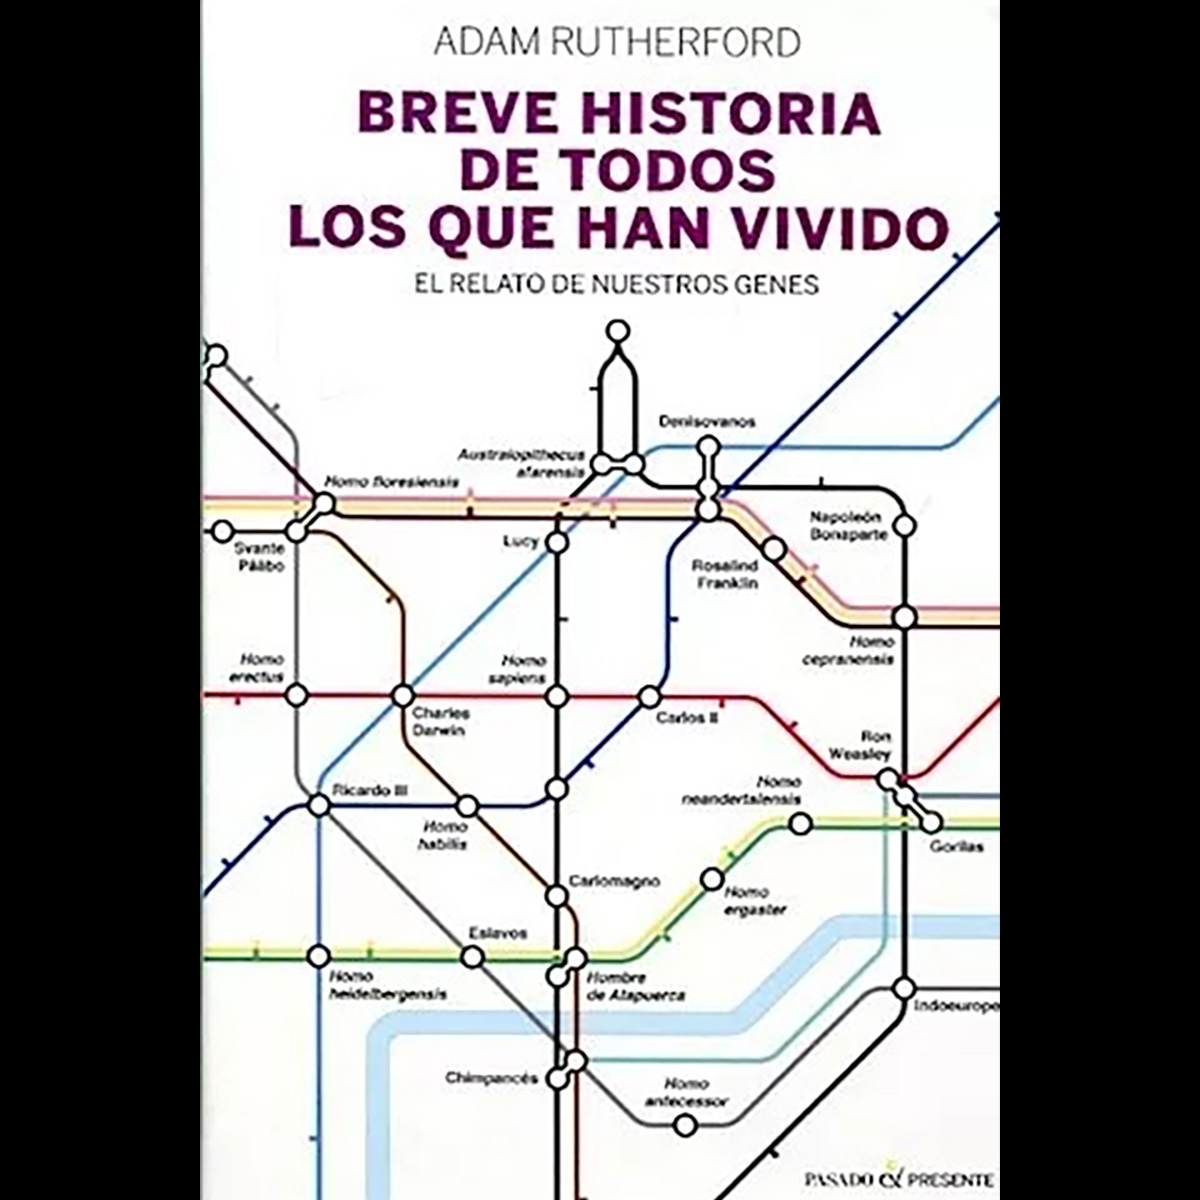 ADAM RUTHERFORD
BREVE HISTORIA
DE TODOS
LOS QUE HAN VIVIDO
EL RELATO DE NUESTROS GENES
Denisovanos
Australopithecus
afarensis
Homo floresiensis
Napoleón
Bonaparte
Svante
Pääbo
Lucy
Rosalind
Franklin
Homo
cepranensis
Homo
erectus
Homo
sapiens
Charles
Darwin
Carlos II
Ron
Weasley
Ricardo III
Homo
neandertalensis
Homo
habilis
Gorilas
Carlomagno
Homo
ergaster
Eslavos
Homo
heidelbergensis
Hombre
de Atapuerca
Indoeurope
Chimpancés
Homo
antecessor
PASADO & PRESENTE